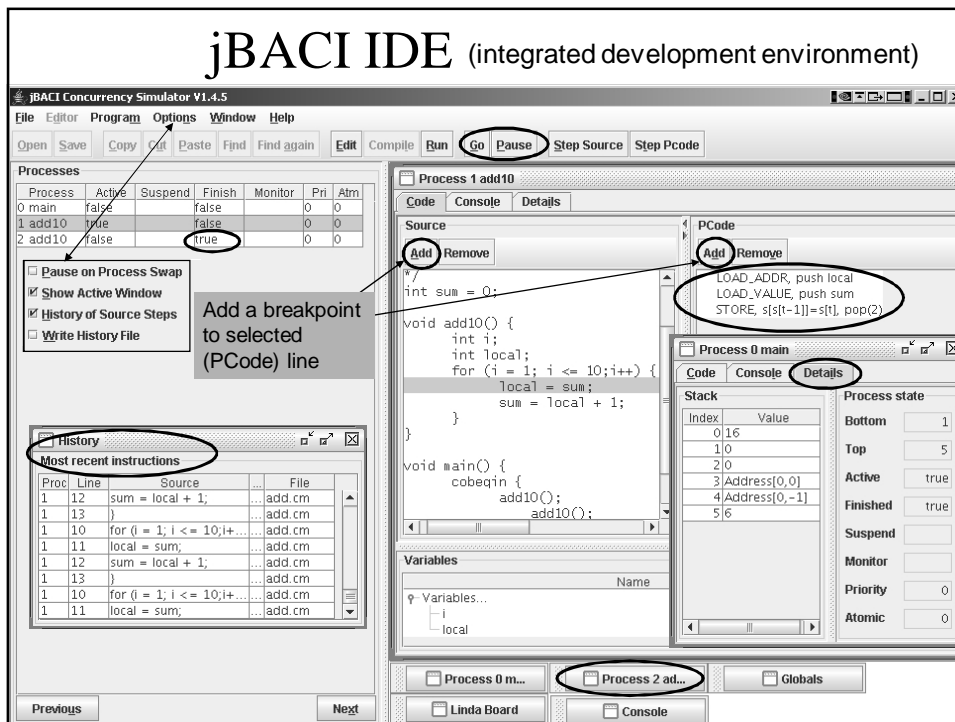 jBACI IDE (integrated development environment)
jBACI Concurrency Simulator V1.4.5
File Editor Program Options Window Help
Open Save Copy Cut Paste Find Find again Edit Compile Run Go Pause Step Source Step Pcode
Processes
Process Active Suspend Finish Monitor Pri Atm
0 main false false 0 0
1 add10 true false 0 0
2 add10 false true 0 0
Pause on Process Swap
Show Active Window
History of Source Steps
Write History File
Add a breakpoint
to selected
(PCode) line
History
Most recent instructions
Proc Line Source ... File
1 12 sum = local + 1; ... add.cm
1 13 } ... add.cm
1 10 for (i = 1; i <= 10;i+... ... add.cm
1 11 local = sum; ... add.cm
1 12 sum = local + 1; ... add.cm
1 13 } ... add.cm
1 10 for (i = 1; i <= 10;i+... ... add.cm
1 11 local = sum; ... add.cm
Previous Next
Process 1 add10
Code Console Details
Source
Add Remove
*/
int sum = 0;
void add10() {
int i;
int local;
for (i = 1; i <= 10;i++) {
local = sum;
sum = local + 1;
}
}
void main() {
cobegin {
add10();
add10();
PCode
Add Remove
LOAD_ADDR, push local
LOAD_VALUE, push sum
STORE, s[s[t-1]]=s[t], pop(2)
Variables
Name
Variables...
i
local
Process 0 main
Code Console Details
Stack
Index Value
0 16
1 0
2 0
3 Address[0,0]
4 Address[0,-1]
5 6
Process state
Bottom 1
Top 5
Active true
Finished true
Suspend
Monitor
Priority 0
Atomic 0
Process 0 m... Process 2 ad... Globals
Linda Board Console